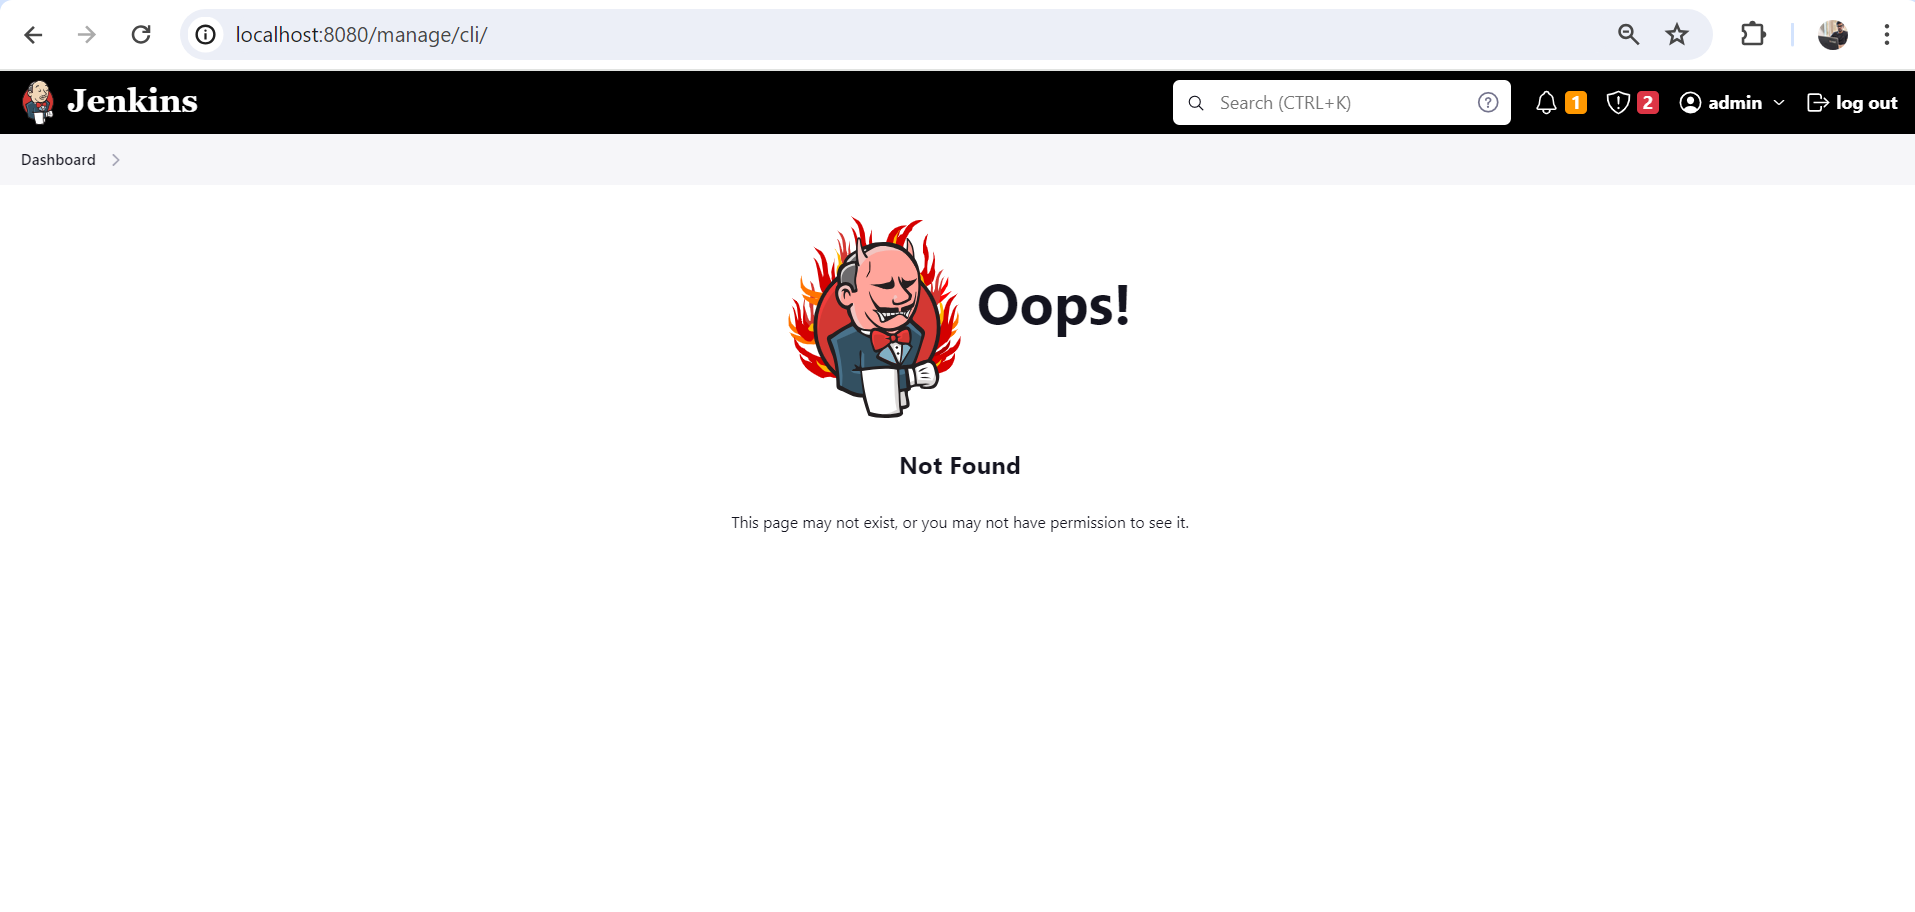 localhost:8080/manage/cli/
Jenkins
Search (CTRL+K)
1
2
admin
log out
Dashboard
Oops!
Not Found
This page may not exist, or you may not have permission to see it.